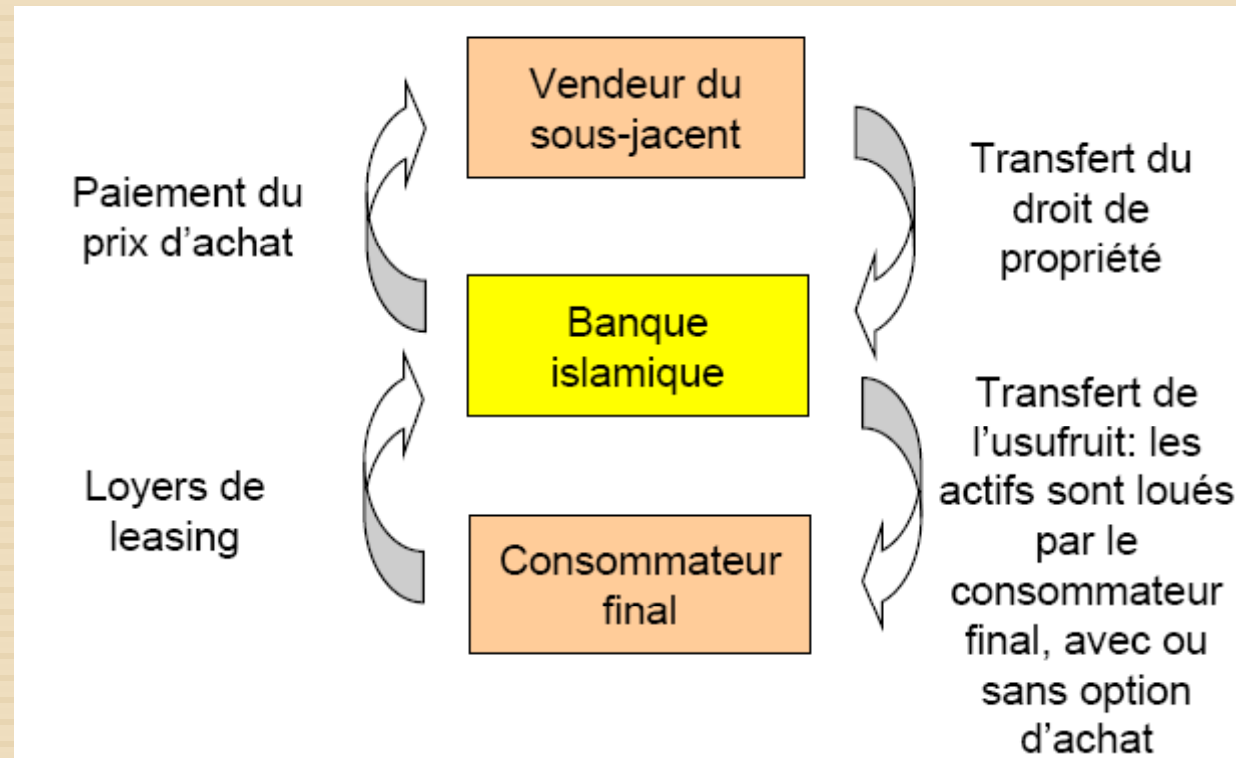 Vendeur du
sous-jacent
Paiement du
prix d'achat
Transfert du
droit de
propriété
Banque
islamique
Loyers de
leasing
Transfert de
l'usufruit: les
actifs sont loués
par le
consommateur
final, avec ou
sans option
d'achat
Consommateur
final